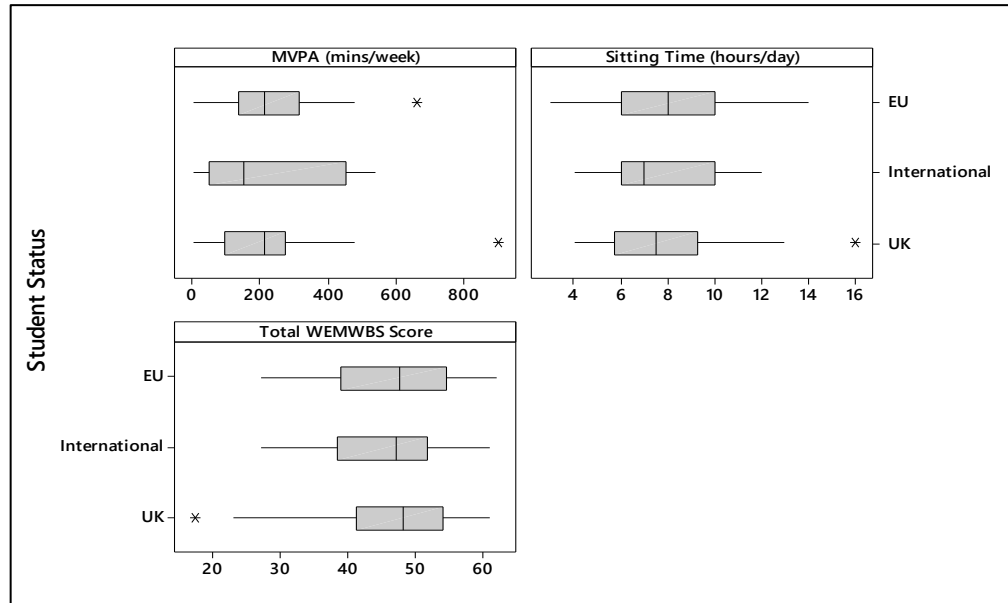 MVPA (mins/week)
Sitting Time (hours/day)
EU
International
UK
0 200 400 600 800
4 6 8 10 12 14 16
Student Status
Total WEMWBS Score
EU
International
UK
20 30 40 50 60